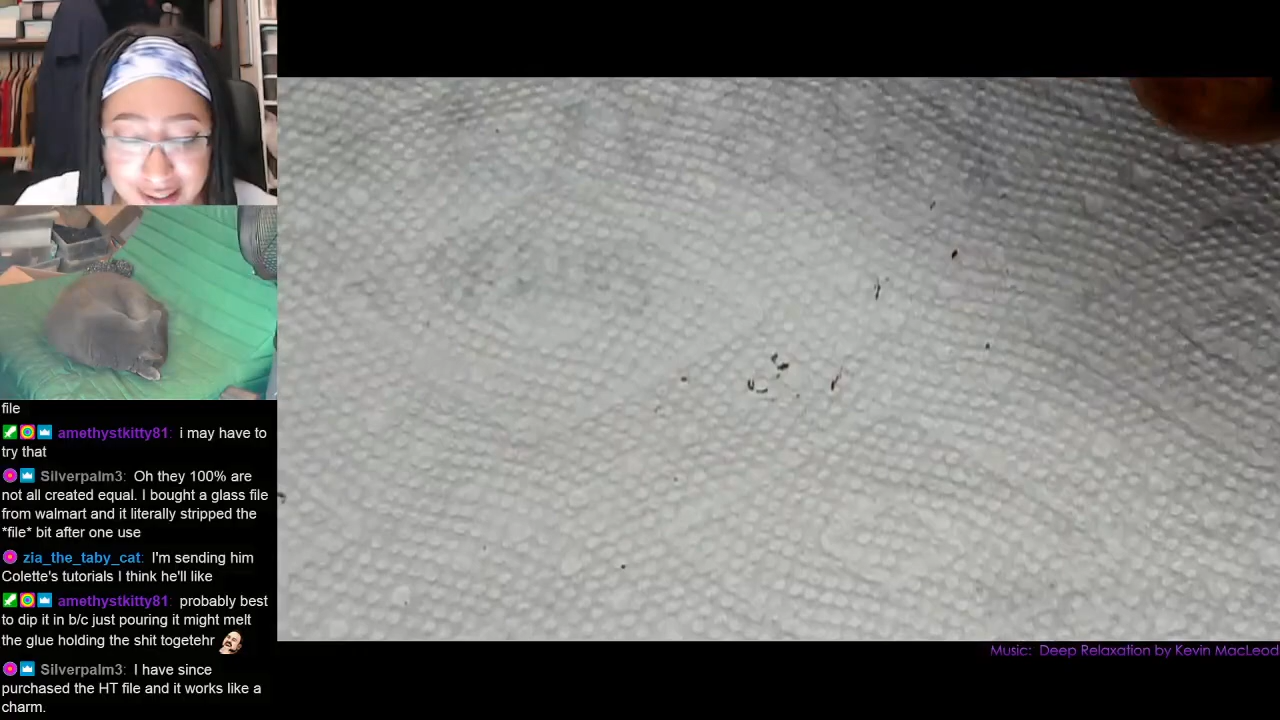 file
amethystkitty81: i may have to
try that
Silverpalm3: Oh they 100% are
not all created equal. I bought a glass file
from walmart and it literally stripped the
*file* bit after one use
zia_the_taby_cat: I'm sending him
Colette's tutorials I think he'll like
amethystkitty81: probably best
to dip it in b/c just pouring it might melt
the glue holding the shit togetehr
Silverpalm3: I have since
purchased the HT file and it works like a
charm.
Music: Deep Relaxation by Kevin MacLeod